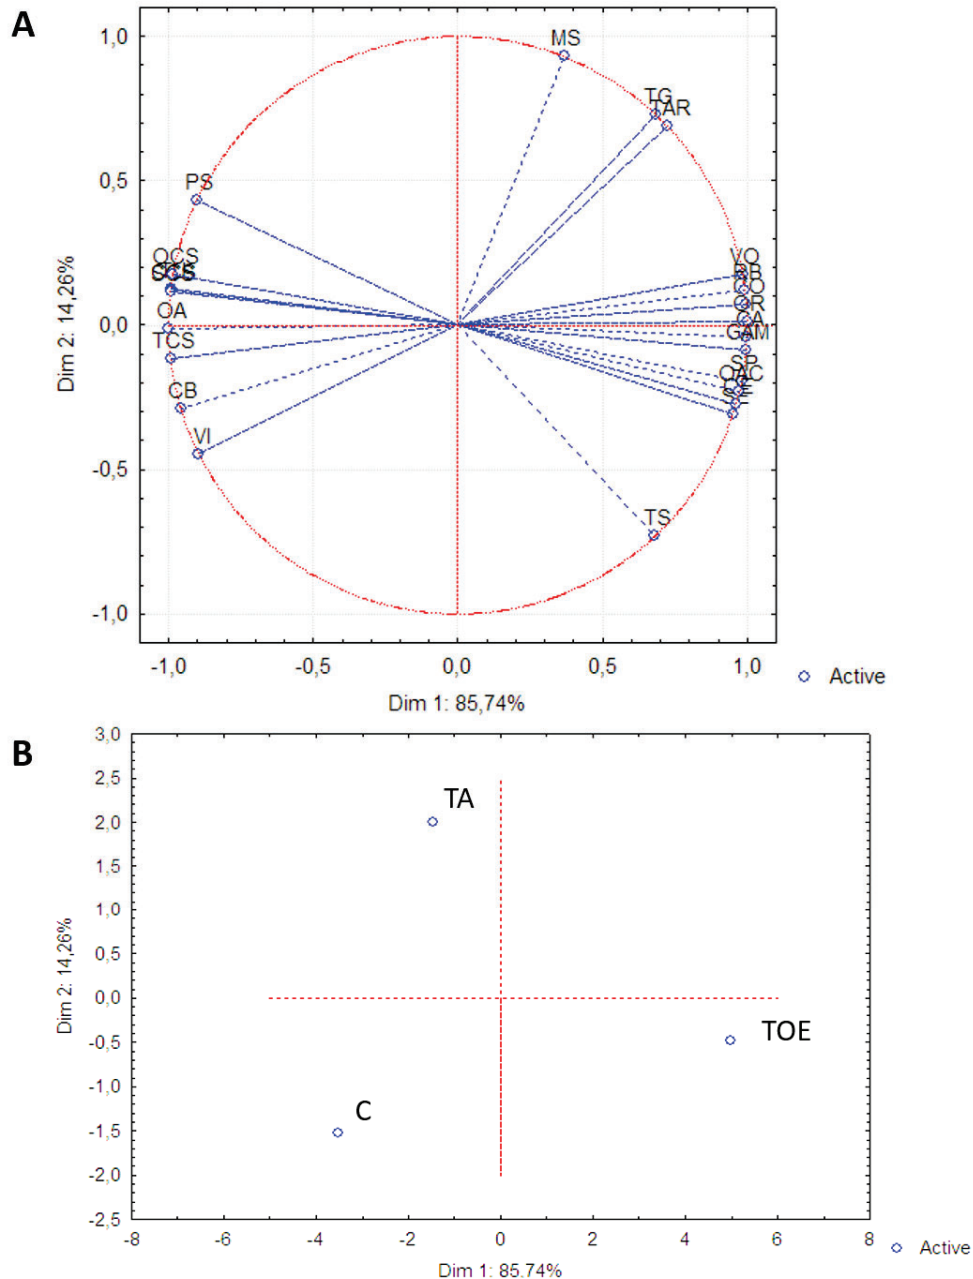 A
1,0
0,5
0,0
-0,5
-1,0
Dim 2: 14,26%
MS
TG
TAR
PS
OCS
OA
TCS
CB
VI
VO
GAM
SP
OAC
TS
-1,0
-0,5
0,0
0,5
1,0
Active
Dim 1: 85,74%
B
3,0
2,5
2,0
1,5
1,0
0,5
0,0
-0,5
-1,0
-1,5
-2,0
-2,5
Dim 2: 14,26%
TA
TOE
C
-8
-6
-4
-2
0
2
4
6
8
Active
Dim 1: 85.74%